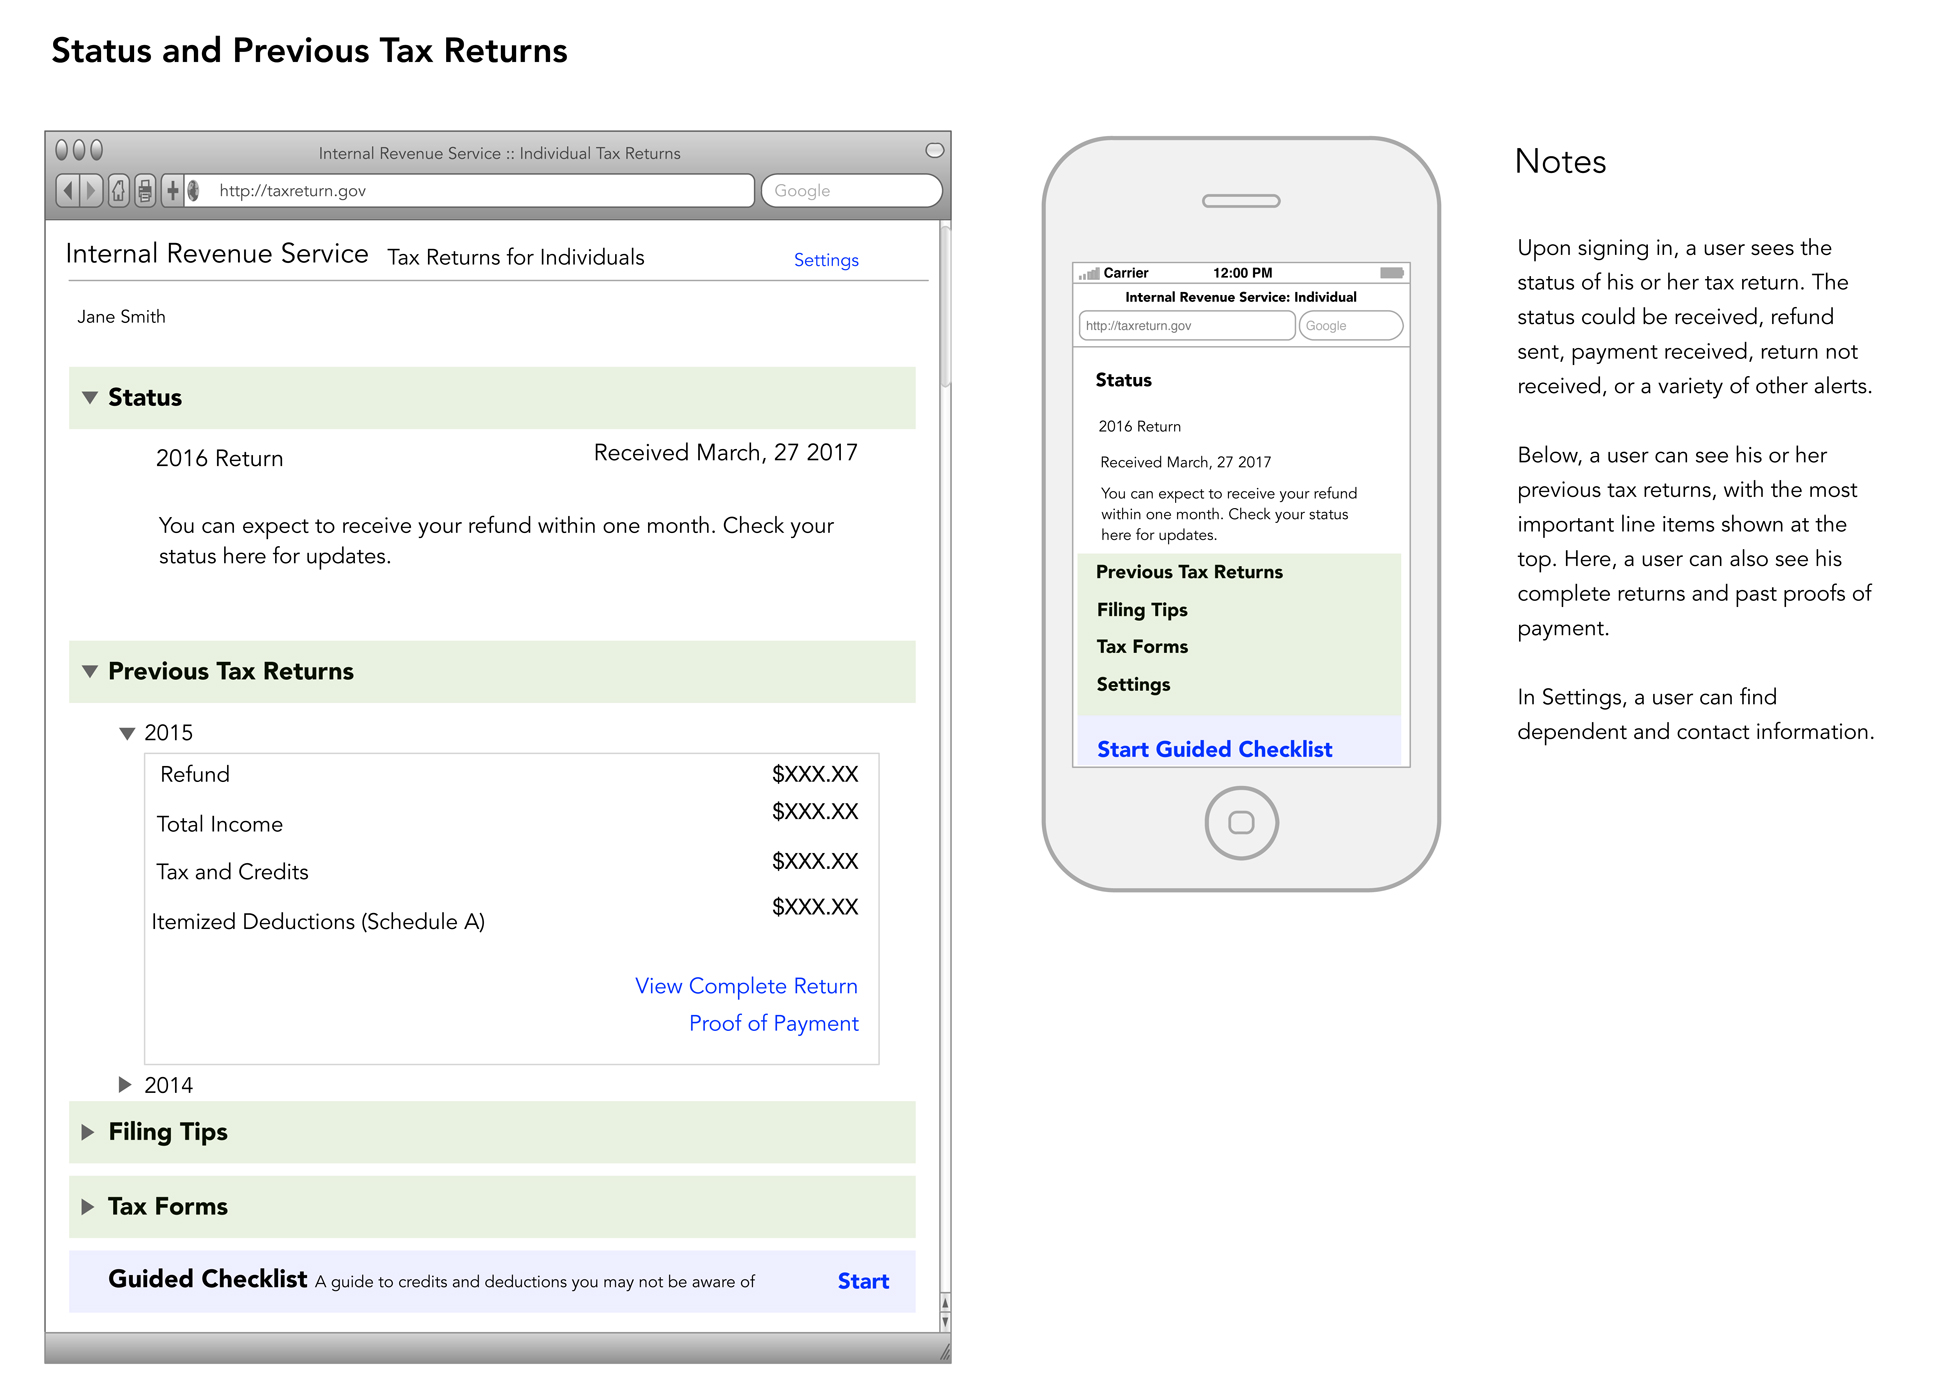 Status and Previous Tax Returns
Internal Revenue Service :: Individual Tax Returns
http://taxreturn.gov
Google
Internal Revenue Service Tax Returns for Individuals Settings
Jane Smith
Status
2016 Return Received March, 27 2017
You can expect to receive your refund within one month. Check your
status here for updates.
Previous Tax Returns
2015
Refund $XXX.XX
Total Income $XXX.XX
Tax and Credits $XXX.XX
Itemized Deductions (Schedule A) $XXX.XX
View Complete Return
Proof of Payment
2014
Filing Tips
Tax Forms
Guided Checklist A guide to credits and deductions you may not be aware of Start
Carrier 12:00 PM
Internal Revenue Service: Individual
http://taxreturn.gov Google
Status
2016 Return
Received March, 27 2017
You can expect to receive your refund
within one month. Check your status
here for updates.
Previous Tax Returns
Filing Tips
Tax Forms
Settings
Start Guided Checklist
Notes
Upon signing in, a user sees the
status of his or her tax return. The
status could be received, refund
sent, payment received, return not
received, or a variety of other alerts.
Below, a user can see his or her
previous tax returns, with the most
important line items shown at the
top. Here, a user can also see his
complete returns and past proofs of
payment.
In Settings, a user can find
dependent and contact information.